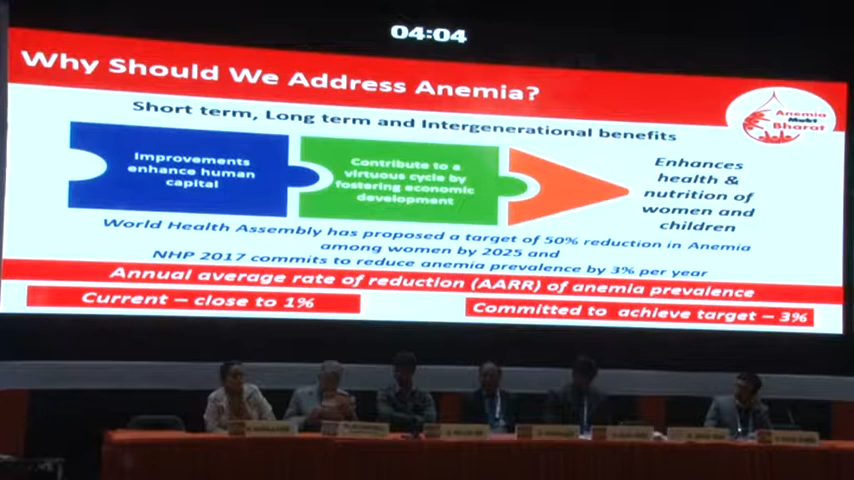 04:04
Why Should We Address Anemia?
Anemia
Mukt
Bharat
Short term, Long term and Intergenerational benefits
Improvements
enhance human
capital
Contribute to a
virtuous cycle by
fostering economic
development
Enhances
health &
nutrition of
women and
children
World Health Assembly has proposed a target of 50% reduction in Anemia
among women by 2025 and
NHP 2017 commits to reduce anemia prevalence by 3% per year
Annual average rate of reduction (AARR) of anemia prevalence
Current – close to 1%
Committed to achieve target – 3%